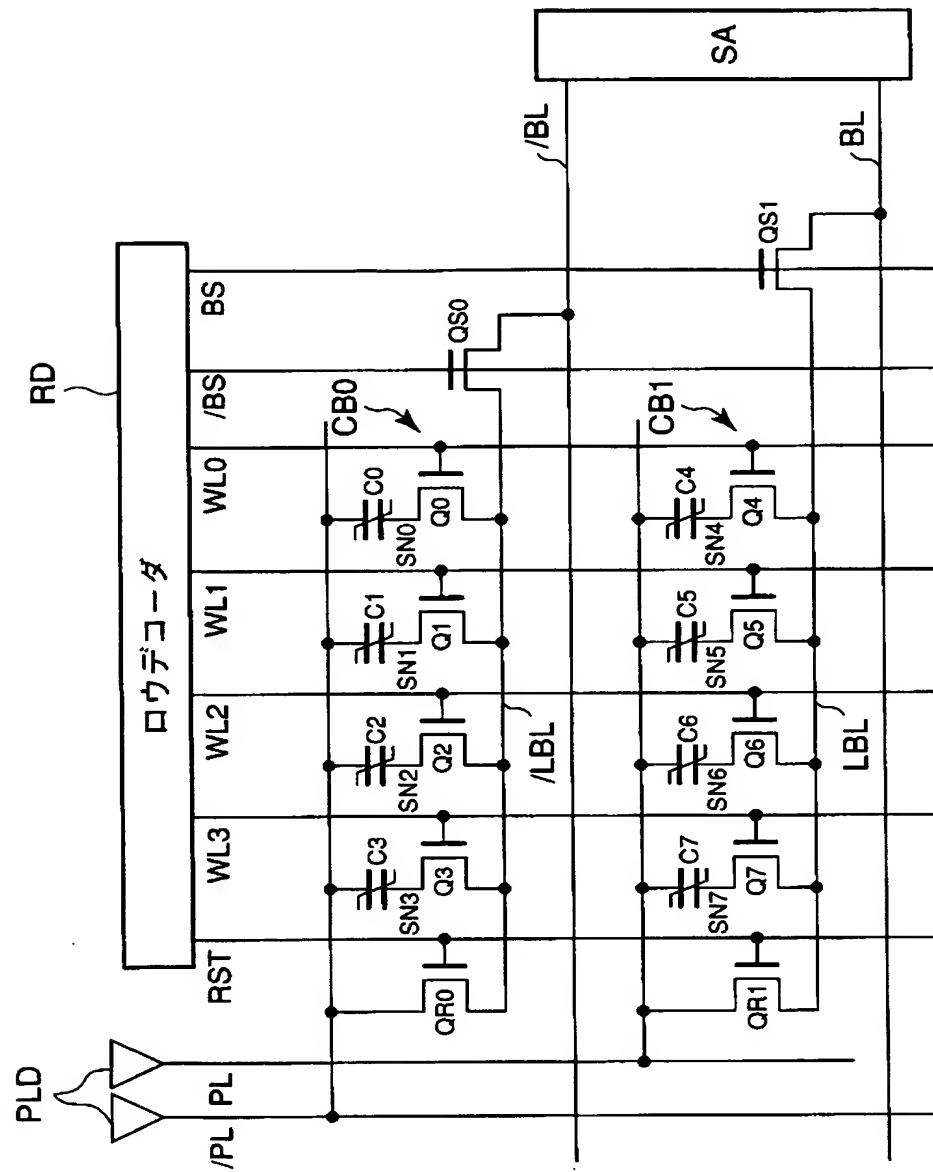 PLD
RD
ロウデコーダ
/PL
PL
RST
WL3
WL2
WL1
WL0
/BS
BS
CB0
C3
C2
C1
C0
SN3
SN2
SN1
SN0
QR0
Q3
Q2
Q1
Q0
QS0
/LBL
/BL
SA
CB1
C7
C6
C5
C4
SN7
SN6
SN5
SN4
QR1
Q7
Q6
Q5
Q4
QS1
LBL
BL